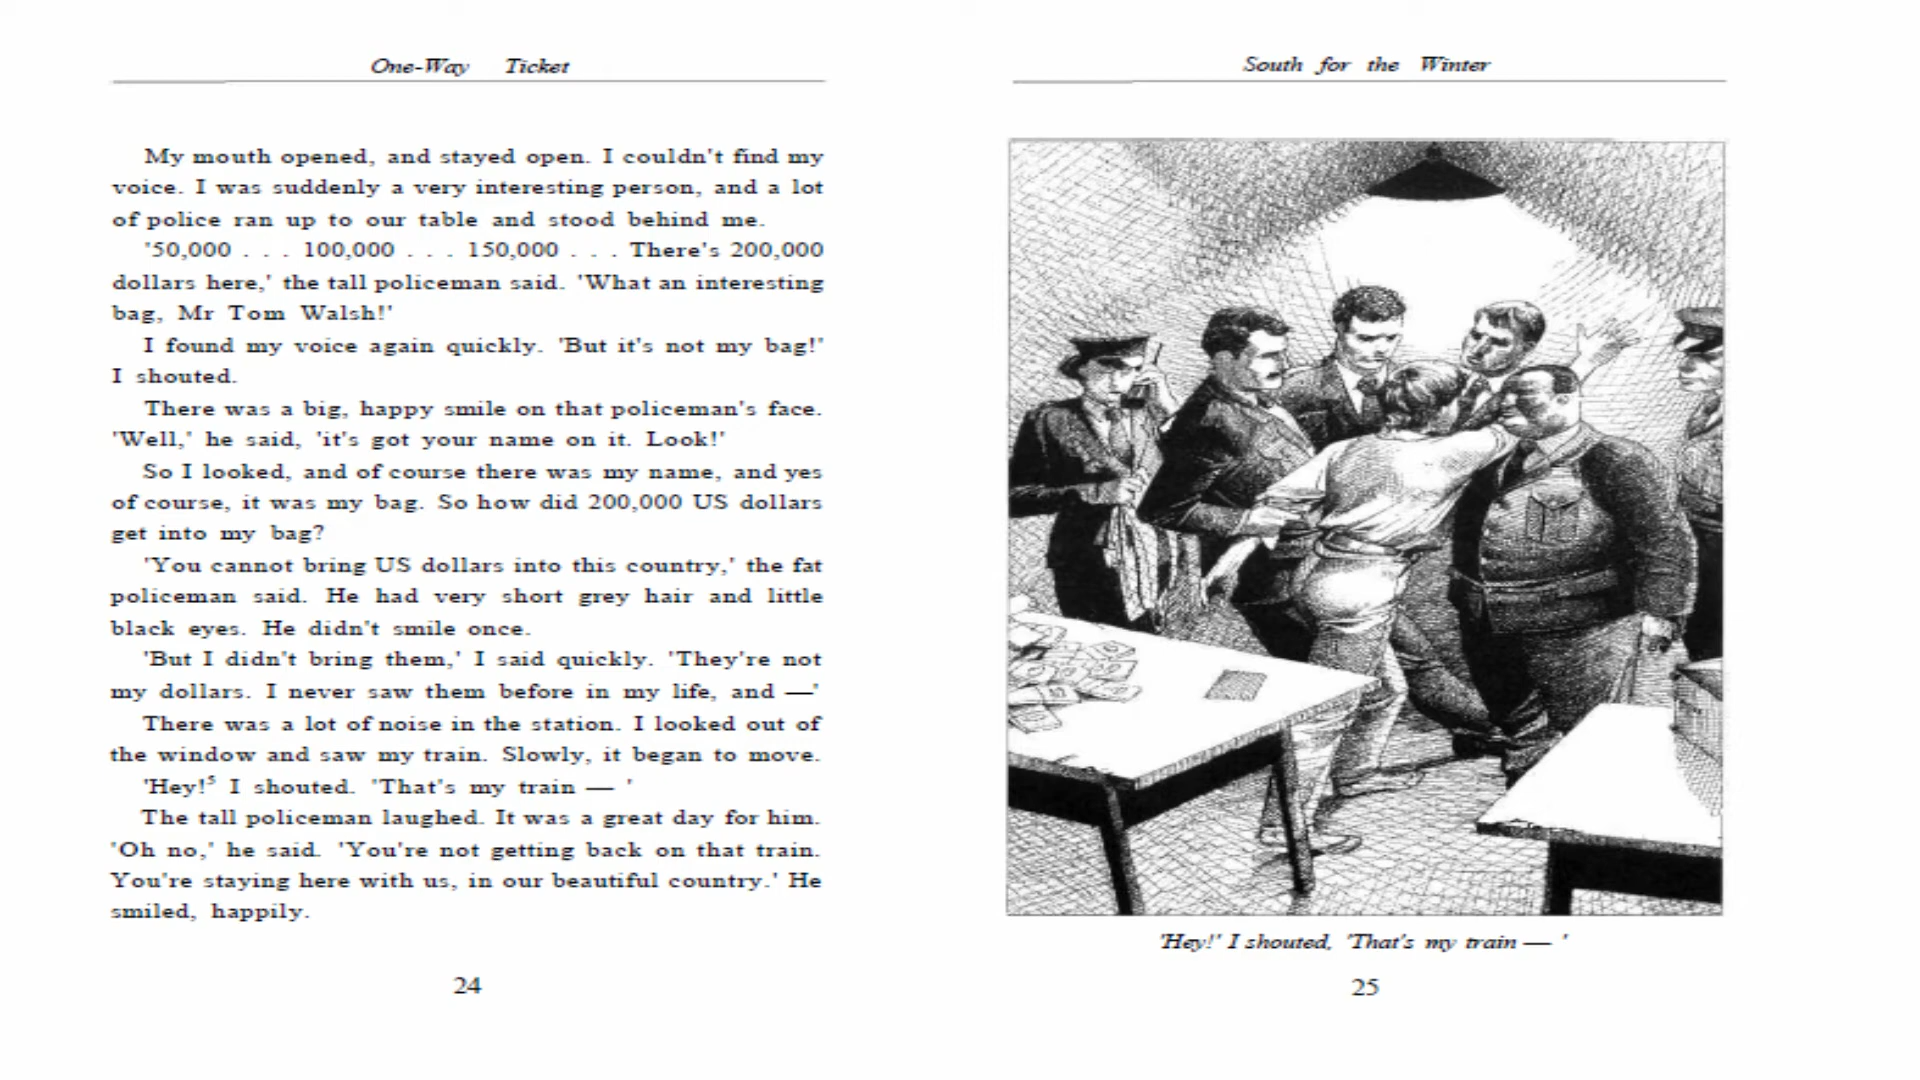 One-Way Ticket
My mouth opened, and stayed open. I couldn't find my
voice. I was suddenly a very interesting person, and a lot
of police ran up to our table and stood behind me.
'50,000 . . . 100,000 . . . 150,000 . . . There's 200,000
dollars here,' the tall policeman said. 'What an interesting
bag, Mr Tom Walsh!'
I found my voice again quickly. 'But it's not my bag!'
I shouted.
There was a big, happy smile on that policeman's face.
'Well,' he said, 'it's got your name on it. Look!'
So I looked, and of course there was my name, and yes
of course, it was my bag. So how did 200,000 US dollars
get into my bag?
'You cannot bring US dollars into this country,' the fat
policeman said. He had very short grey hair and little
black eyes. He didn't smile once.
'But I didn't bring them,' I said quickly. 'They're not
my dollars. I never saw them before in my life, and —'
There was a lot of noise in the station. I looked out of
the window and saw my train. Slowly, it began to move.
'Hey!⁵ I shouted. 'That's my train — '
The tall policeman laughed. It was a great day for him.
'Oh no,' he said. 'You're not getting back on that train.
You're staying here with us, in our beautiful country.' He
smiled, happily.
24
South for the Winter
'Hey!' I shouted, 'That's my train — '
25